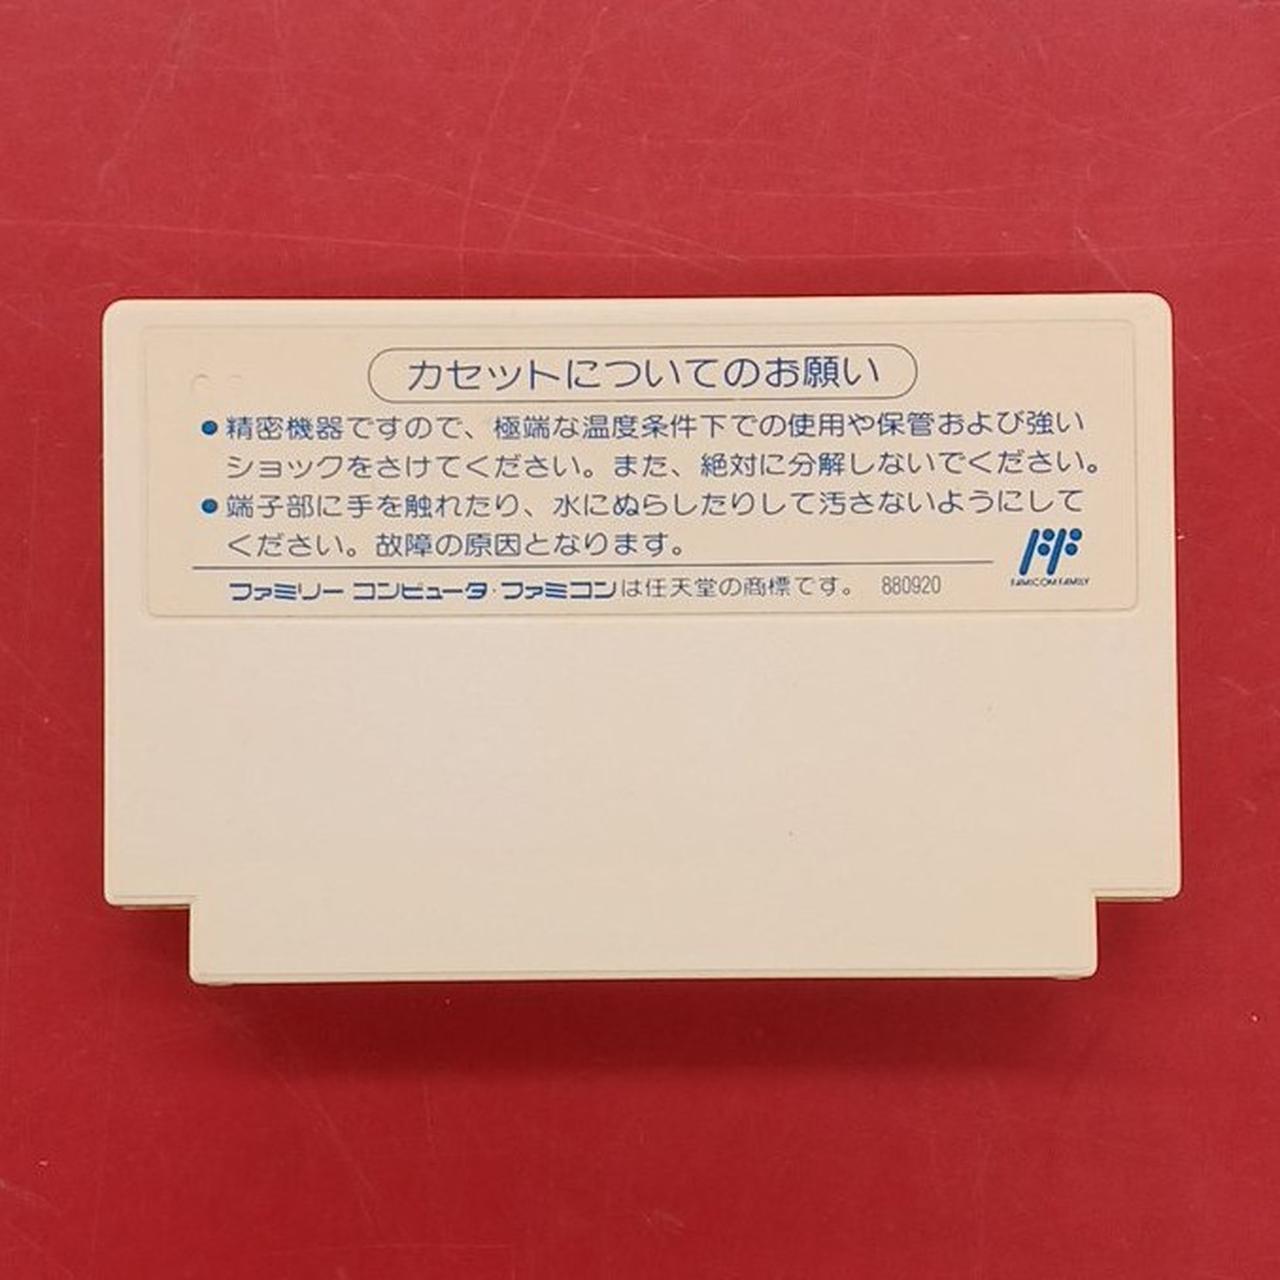 カセットについてのお願い
●精密機器ですので、極端な温度条件下での使用や保管および強い
ショックをさけてください。また、絶対に分解しないでください。
●端子部に手を触れたり、水にぬらしたりして汚さないようにして
ください。故障の原因となります。
FAMICOM FAMILY
ファミリー コンピュータ・ファミコンは任天堂の商標です。 880920